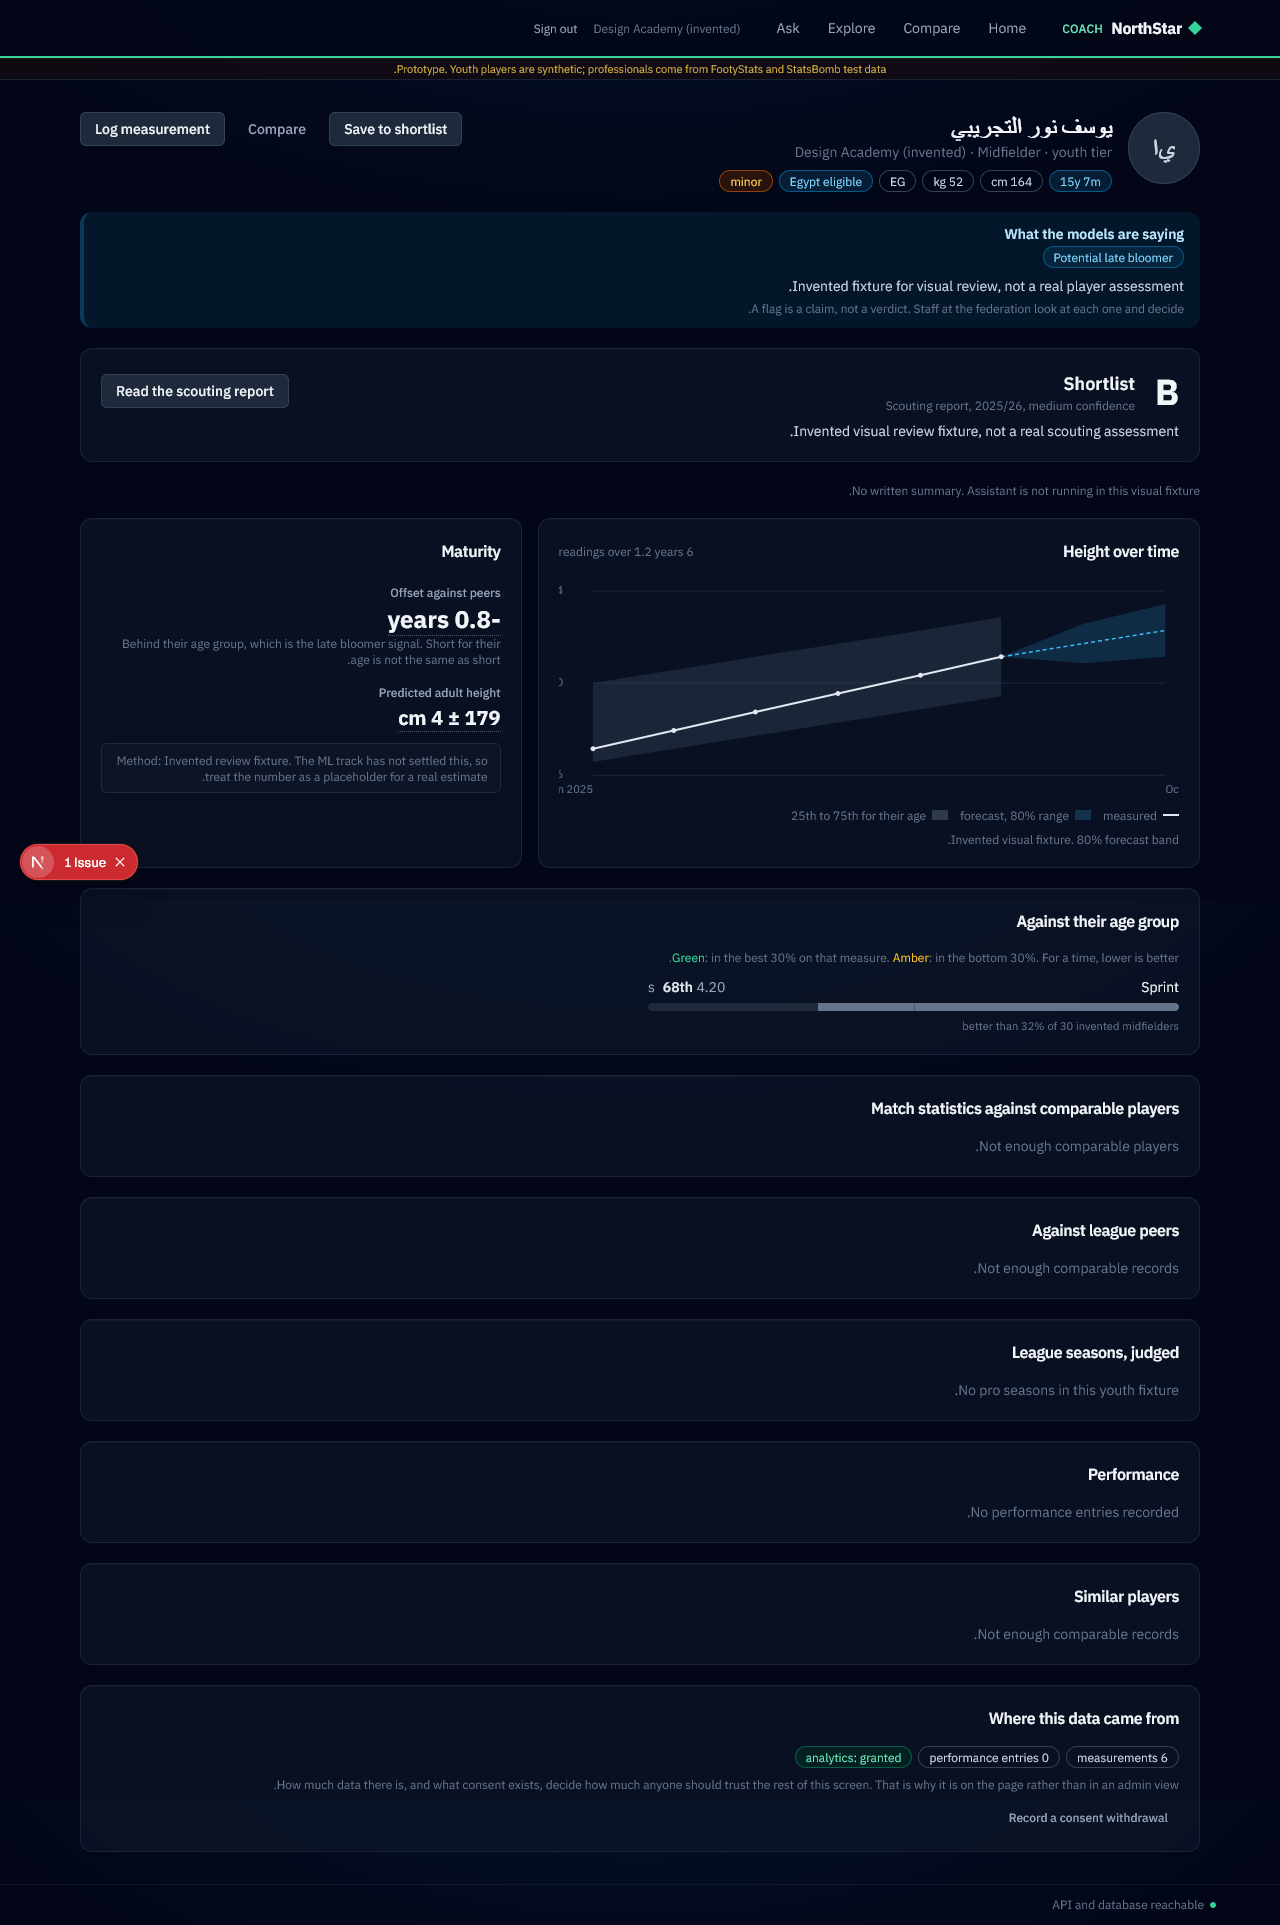 NorthStar COACH Home Compare Explore Ask Design Academy (invented) Sign out
.Prototype. Youth players are synthetic; professionals come from FootyStats and StatsBomb test data
يا
يوسف نور التجريبي
Design Academy (invented) · Midfielder · youth tier
15y 7m cm 164 kg 52 EG Egypt eligible minor
Save to shortlist Compare Log measurement
What the models are saying
Potential late bloomer
.Invented fixture for visual review, not a real player assessment
.A flag is a claim, not a verdict. Staff at the federation look at each one and decide
B Shortlist
Scouting report, 2025/26, medium confidence
.Invented visual review fixture, not a real scouting assessment
Read the scouting report
.No written summary. Assistant is not running in this visual fixture
Height over time
readings over 1.2 years 6
n 2025 Oc
measured forecast, 80% range 25th to 75th for their age
.Invented visual fixture. 80% forecast band
Maturity
Offset against peers
years 0.8-
Behind their age group, which is the late bloomer signal. Short for their
.age is not the same as short
Predicted adult height
cm 4 ± 179
Method: Invented review fixture. The ML track has not settled this, so
.treat the number as a placeholder for a real estimate
1 Issue
Against their age group
.Green: in the best 30% on that measure. Amber: in the bottom 30%. For a time, lower is better
Sprint s 68th 4.20
better than 32% of 30 invented midfielders
Match statistics against comparable players
.Not enough comparable players
Against league peers
.Not enough comparable records
League seasons, judged
.No pro seasons in this youth fixture
Performance
.No performance entries recorded
Similar players
.Not enough comparable records
Where this data came from
measurements 6 performance entries 0 analytics: granted
.How much data there is, and what consent exists, decide how much anyone should trust the rest of this screen. That is why it is on the page rather than in an admin view
Record a consent withdrawal
API and database reachable